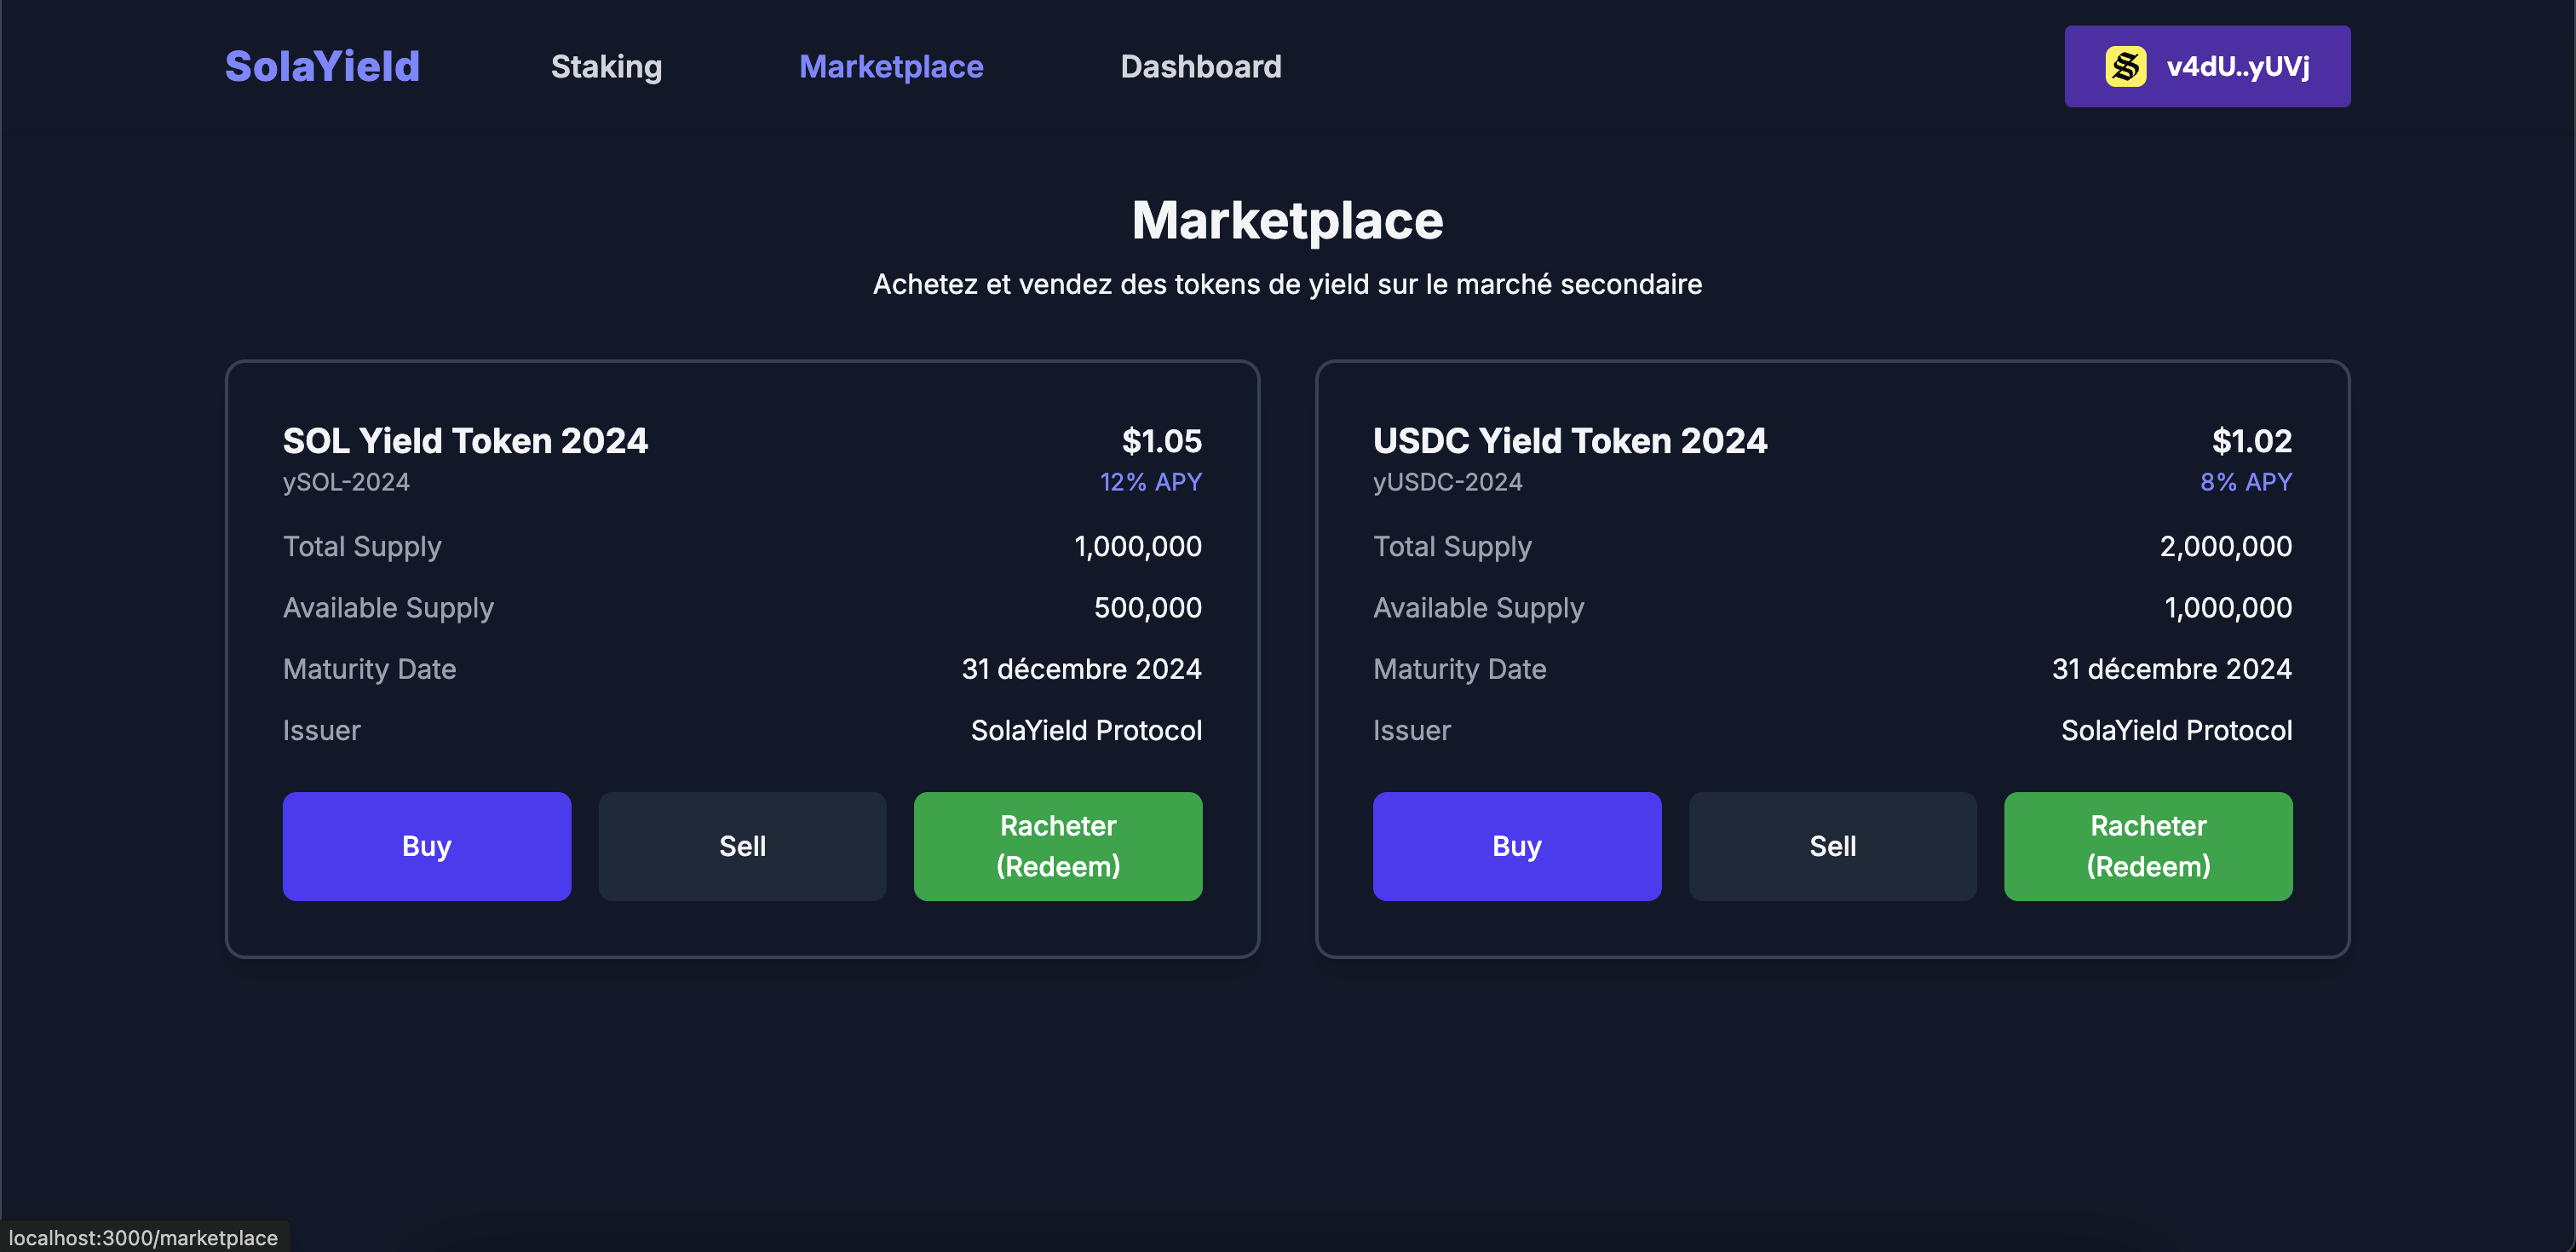 SolaYield Staking Marketplace Dashboard v4dU..yUVj
Marketplace
Achetez et vendez des tokens de yield sur le marché secondaire
SOL Yield Token 2024 $1.05
ySOL-2024 12% APY
Total Supply 1,000,000
Available Supply 500,000
Maturity Date 31 décembre 2024
Issuer SolaYield Protocol
Buy Sell Racheter
(Redeem)
USDC Yield Token 2024 $1.02
yUSDC-2024 8% APY
Total Supply 2,000,000
Available Supply 1,000,000
Maturity Date 31 décembre 2024
Issuer SolaYield Protocol
Buy Sell Racheter
(Redeem)
localhost:3000/marketplace